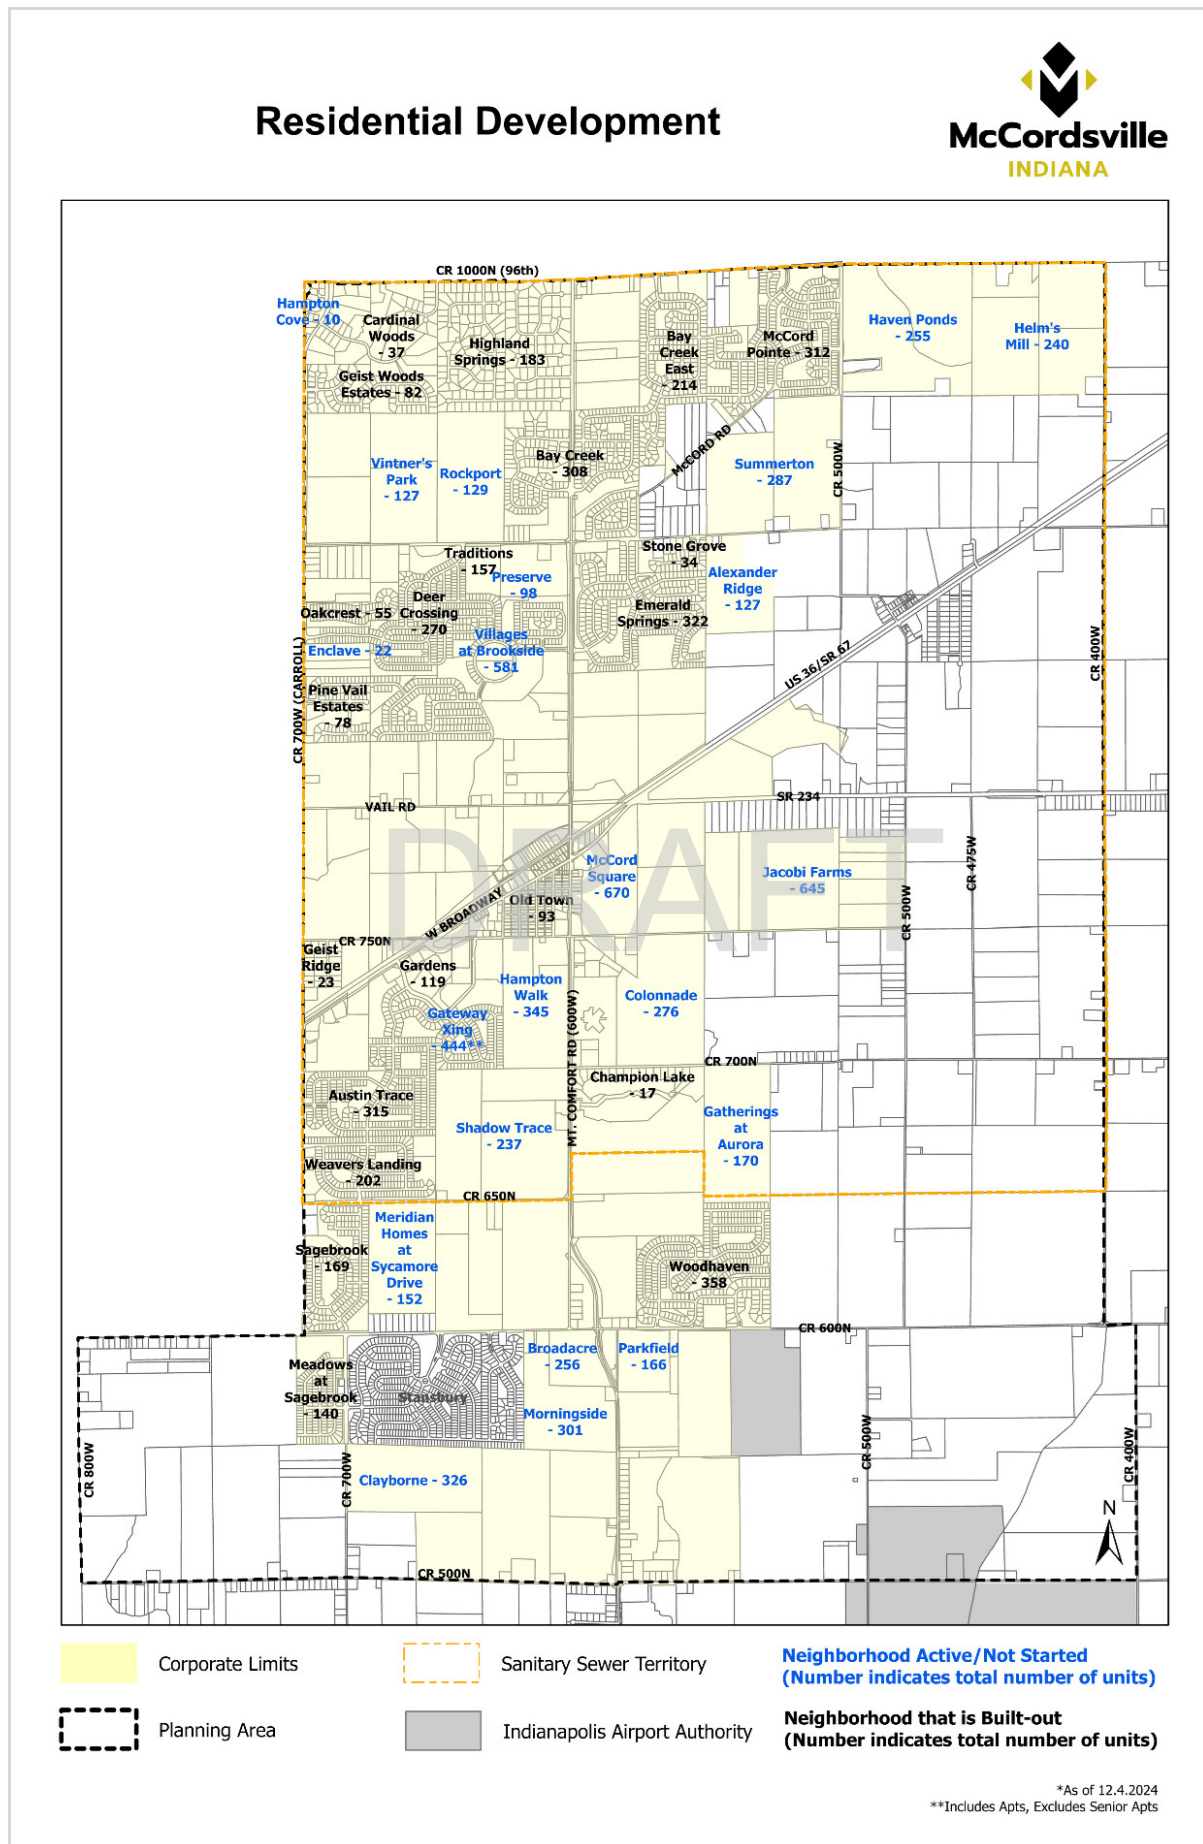 Residential Development
McCordsville
INDIANA
CR 1000N (96th)
Hampton
Cove - 10
Cardinal
Woods
- 37
Highland
Springs - 183
Geist Woods
Estates - 82
Bay
Creek
East
- 214
McCord
Pointe - 312
Haven Ponds
- 255
Helm's
Mill - 240
Vintner's
Park
- 127
Rockport
- 129
Bay Creek
- 308
McCORD RD
Summerton
- 287
CR 500W
Traditions
- 157
Preserve
- 98
Stone Grove
- 34
Alexander
Ridge
- 127
Oakcrest - 55
Deer
Crossing
- 270
Emerald
Springs - 322
Enclave - 22
Villages
at Brookside
- 581
US 36/SR 67
CR 400W
CR 700W (CARROLL)
Pine Vail
Estates
- 78
VAIL RD
SR 234
DRAFT
McCord
Square
- 670
Jacobi Farms
- 645
CR 475W
CR 500W
Old Town
- 93
W BROADWAY
CR 750N
Geist
Ridge
- 23
Gardens
- 119
Hampton
Walk
- 345
Colonnade
- 276
Gateway
Xing
- 444**
MT. COMFORT RD (600W)
CR 700N
Champion Lake
- 17
Austin Trace
- 315
Shadow Trace
- 237
Gatherings
at
Aurora
- 170
Weavers Landing
- 202
CR 650N
Sagebrook
- 169
Meridian
Homes
at
Sycamore
Drive
- 152
Woodhaven
- 358
CR 600N
Meadows
at
Sagebrook
- 140
Stansbury
Broadacre
- 256
Parkfield
- 166
Morningside
- 301
CR 800W
CR 700W
Clayborne - 326
CR 500W
CR 400W
N
CR 500N
Corporate Limits
Sanitary Sewer Territory
Neighborhood Active/Not Started
(Number indicates total number of units)
Planning Area
Indianapolis Airport Authority
Neighborhood that is Built-out
(Number indicates total number of units)
*As of 12.4.2024
**Includes Apts, Excludes Senior Apts